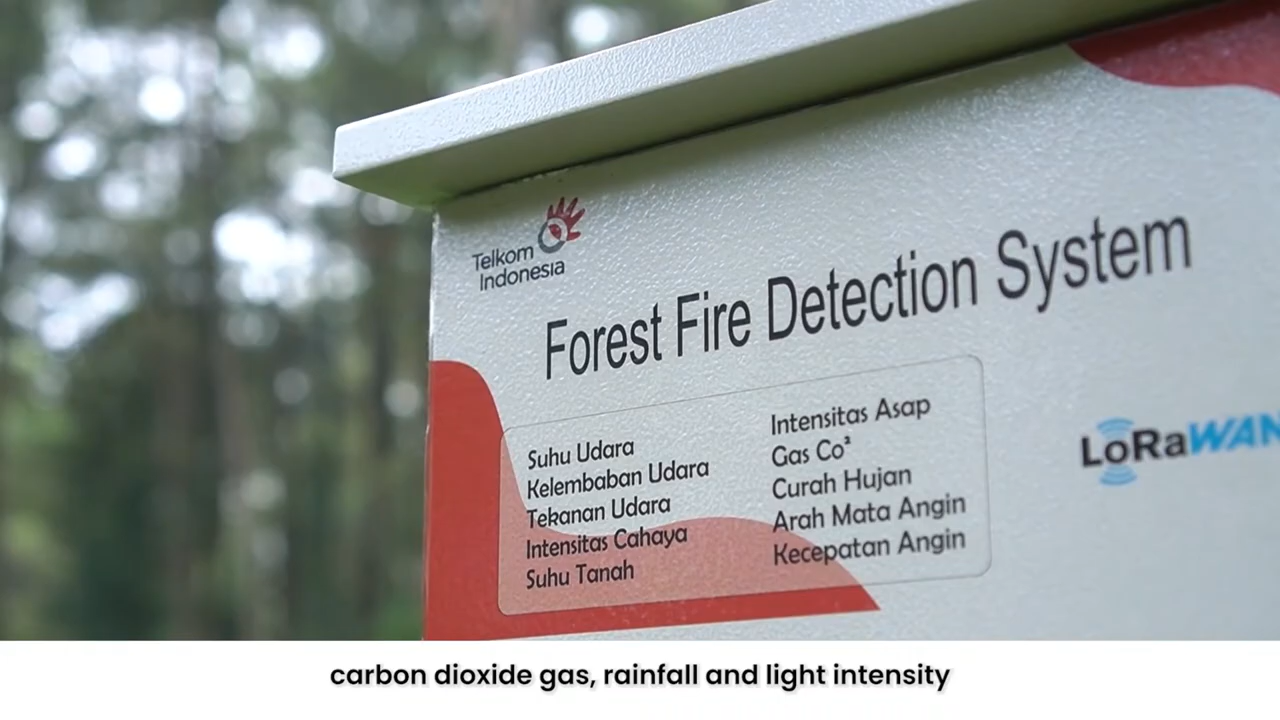 Telkom
Indonesia
Forest Fire Detection System
Suhu Udara
Kelembaban Udara
Tekanan Udara
Intensitas Cahaya
Suhu Tanah
Intensitas Asap
Gas Co²
Curah Hujan
Arah Mata Angin
Kecepatan Angin
LoRaWAN
carbon dioxide gas, rainfall and light intensity